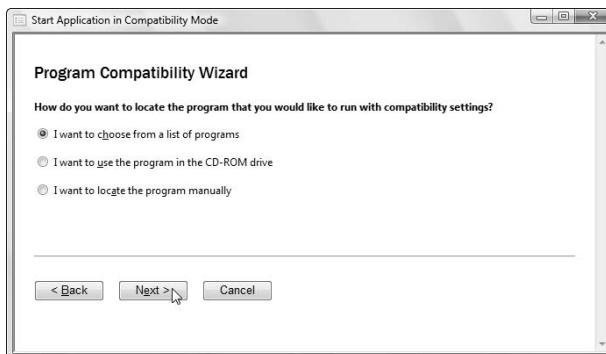 Start Application in Compatibility Mode
Program Compatibility Wizard
How do you want to locate the program that you would like to run with compatibility settings?
I want to choose from a list of programs
I want to use the program in the CD-ROM drive
I want to locate the program manually
< Back Next > Cancel